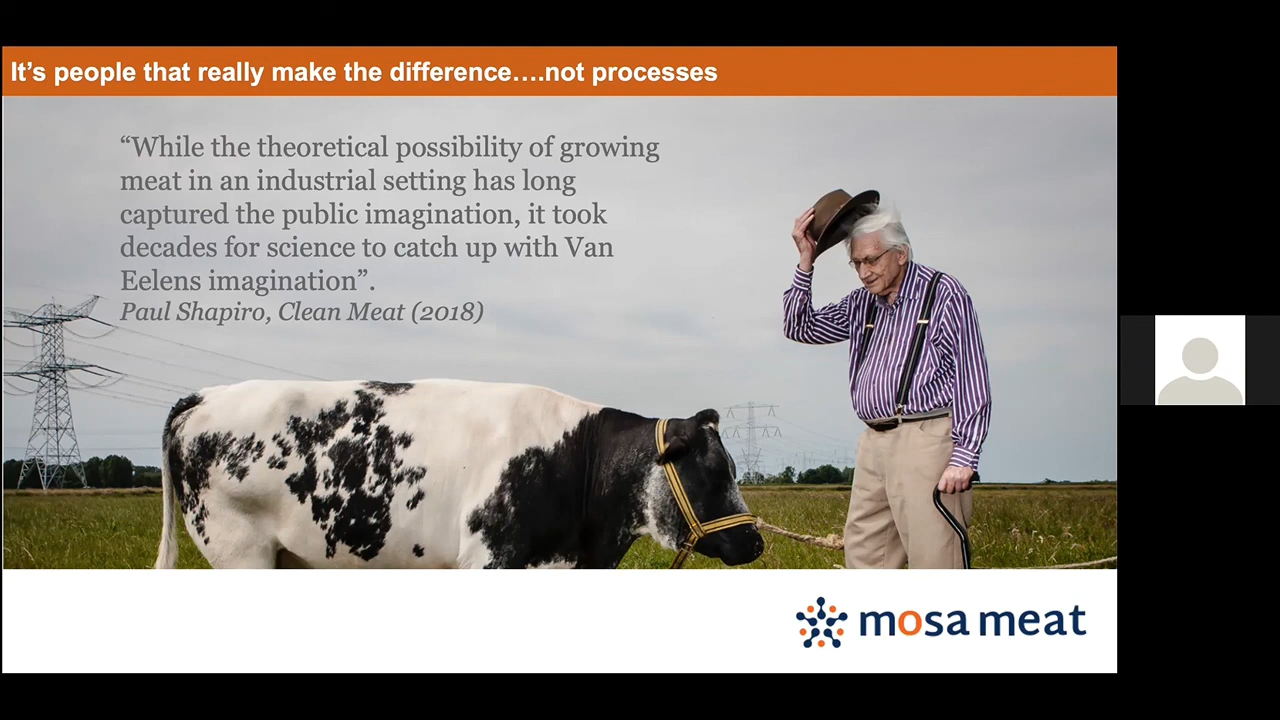 It’s people that really make the difference….not processes
“While the theoretical possibility of growing
meat in an industrial setting has long
captured the public imagination, it took
decades for science to catch up with Van
Eelens imagination”.
Paul Shapiro, Clean Meat (2018)
mosa meat